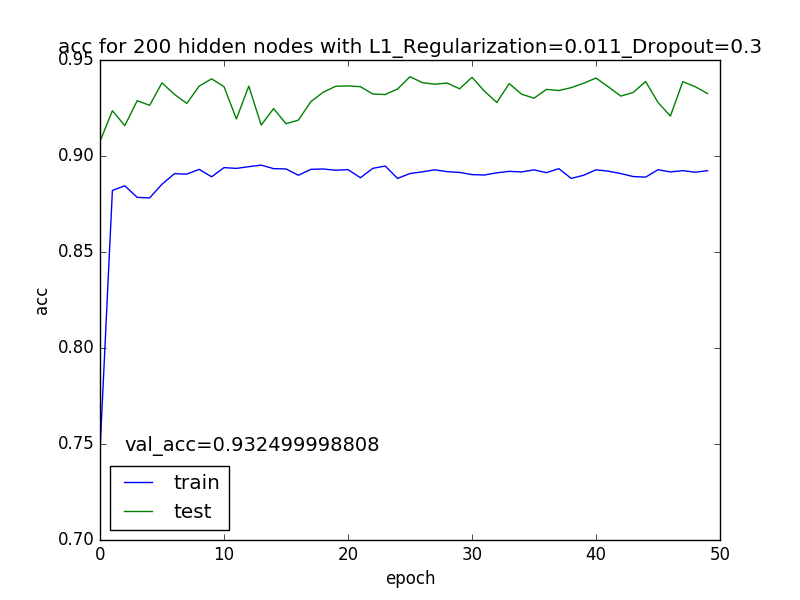 acc for 200 hidden nodes with L1_Regularization=0.011_Dropout=0.3
0.95
0.90
0.85
0.80
0.75
0.70
acc
val_acc=0.932499998808
train
test
0 10 20 30 40 50
epoch